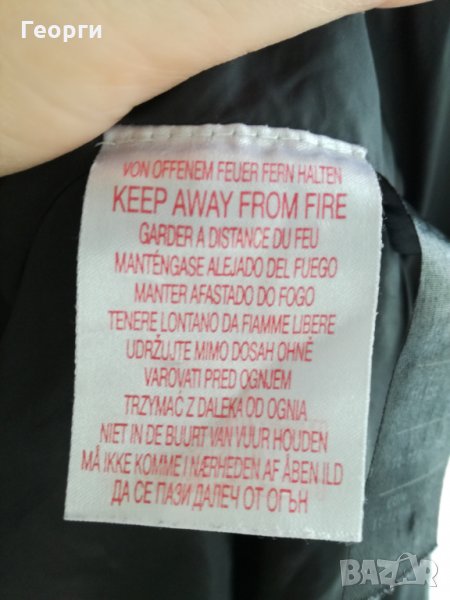 Георги
VON OFFENEM FEUER FERN HALTEN
KEEP AWAY FROM FIRE
GARDER A DISTANCE DU FEU
MANTÉNGASE ALEJADO DEL FUEGO
MANTER AFASTADO DO FOGO
TENERE LONTANO DA FIAMME LIBERE
UDRŽUJTE MIMO DOSAH OHNĚ
VAROVATI PRED OGNJEM
TRZYMAĆ Z DALEKA OD OGNIA
NIET IN DE BUURT VAN VUUR HOUDEN
MÅ IKKE KOMME I NÆRHEDEN AF ÅBEN ILD
ДА СЕ ПАЗИ ДАЛЕЧ ОТ ОГЪН
BAZAR